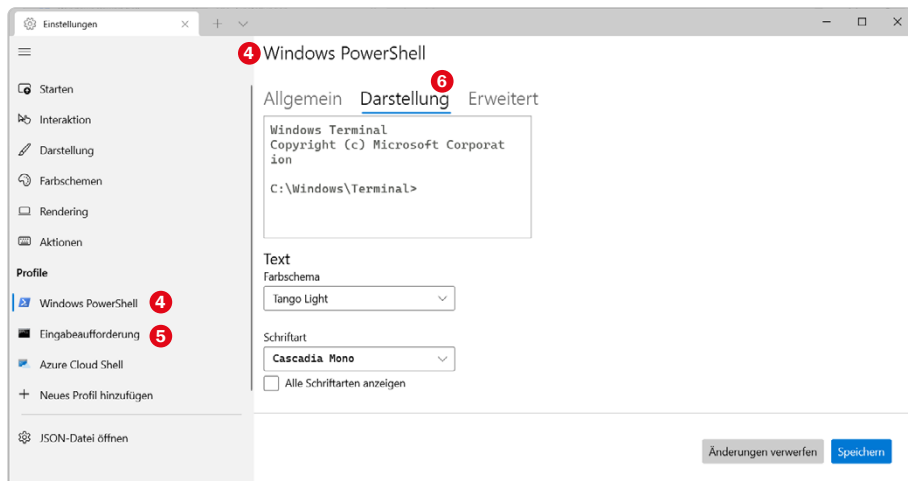 Einstellungen
4 Windows PowerShell
6
Starten
Allgemein Darstellung Erweitert
Interaktion
Darstellung
Farbschemen
Rendering
Aktionen
Profile
Windows PowerShell 4
Eingabeaufforderung 5
Azure Cloud Shell
Neues Profil hinzufügen
JSON-Datei öffnen
Windows Terminal
Copyright (c) Microsoft Corporat
ion
C:\Windows\Terminal>
Text
Farbschema
Tango Light
Schriftart
Cascadia Mono
Alle Schriftarten anzeigen
Änderungen verwerfen Speichern